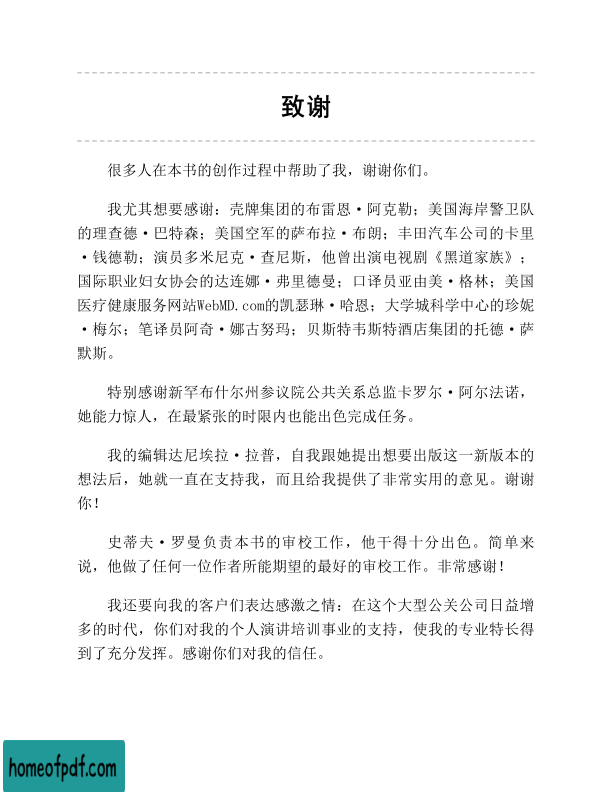 致谢
很多人在本书的创作过程中帮助了我，谢谢你们。
我尤其想要感谢：壳牌集团的布雷恩·阿克勒；美国海岸警卫队
的理查德·巴特森；美国空军的萨布拉·布朗；丰田汽车公司的卡里
·钱德勒；演员多米尼克·查尼斯，他曾出演电视剧《黑道家族》；
国际职业妇女协会的达连娜·弗里德曼；口译员亚由美·格林；美国
医疗健康服务网站WebMD.com的凯瑟琳·哈恩；大学城科学中心的珍妮
·梅尔；笔译员阿奇·娜古努玛；贝斯特韦斯特酒店集团的托德·萨
默斯。
特别感谢新罕布什尔州参议院公共关系总监卡罗尔·阿尔法诺，
她能力惊人，在最紧张的时限内也能出色完成任务。
我的编辑达尼埃拉·拉普，自我跟她提出想要出版这一新版本的
想法后，她就一直在支持我，而且给我提供了非常实用的意见。谢谢
你！
史蒂夫·罗曼负责本书的审校工作，他干得十分出色。简单来
说，他做了任何一位作者所能期望的最好的审校工作。非常感谢！
我还要向我的客户们表达感激之情：在这个大型公关公司日益增
多的时代，你们对我的个人演讲培训事业的支持，使我的专业特长得
到了充分发挥。感谢你们对我的信任。
homeofpdf.com